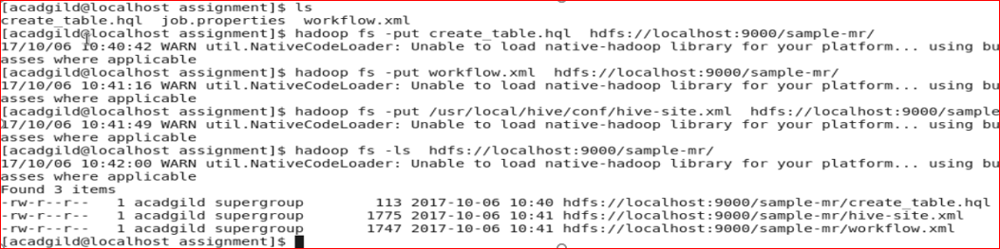 [acadgild@localhost assignment]$ ls
create_table.hql  job.properties  workflow.xml
[acadgild@localhost assignment]$ hadoop fs -put create_table.hql  hdfs://localhost:9000/sample-mr/
17/10/06 10:40:42 WARN util.NativeCodeLoader: Unable to load native-hadoop library for your platform... using bu
asses where applicable
[acadgild@localhost assignment]$ hadoop fs -put workflow.xml  hdfs://localhost:9000/sample-mr/
17/10/06 10:41:16 WARN util.NativeCodeLoader: Unable to load native-hadoop library for your platform... using bu
asses where applicable
[acadgild@localhost assignment]$ hadoop fs -put /usr/local/hive/conf/hive-site.xml  hdfs://localhost:9000/sample
17/10/06 10:41:49 WARN util.NativeCodeLoader: Unable to load native-hadoop library for your platform... using bu
asses where applicable
[acadgild@localhost assignment]$ hadoop fs -ls  hdfs://localhost:9000/sample-mr/
17/10/06 10:42:00 WARN util.NativeCodeLoader: Unable to load native-hadoop library for your platform... using bu
asses where applicable
Found 3 items
-rw-r--r--   1 acadgild supergroup        113 2017-10-06 10:40 hdfs://localhost:9000/sample-mr/create_table.hql
-rw-r--r--   1 acadgild supergroup       1775 2017-10-06 10:41 hdfs://localhost:9000/sample-mr/hive-site.xml
-rw-r--r--   1 acadgild supergroup       1747 2017-10-06 10:41 hdfs://localhost:9000/sample-mr/workflow.xml
[acadgild@localhost assignment]$